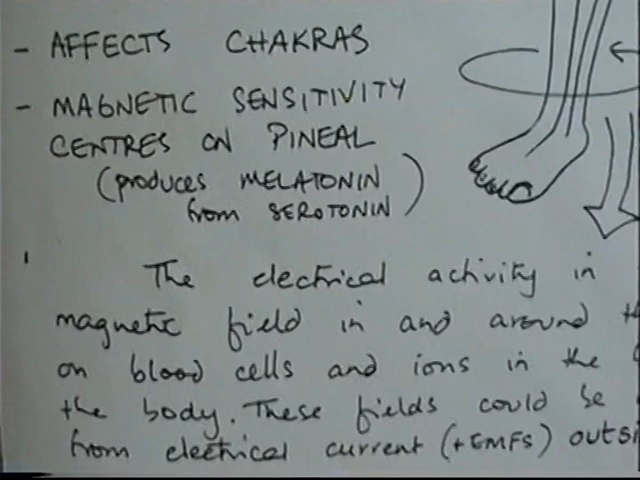 - AFFECTS CHAKRAS
- MAGNETIC SENSITIVITY
CENTRES ON PINEAL
(produces MELATONIN
from SEROTONIN)
The electrical activity in
magnetic field in and around
on blood cells and ions in the
the body. These fields could be
from electrical current (+EMFS)